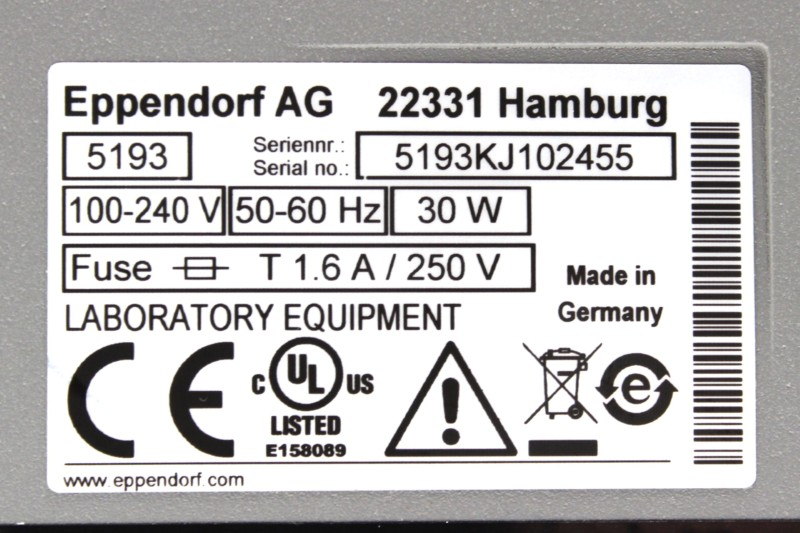 Eppendorf AG 22331 Hamburg
5193 Seriennr.: Serial no.: 5193KJ102455
100-240 V 50-60 Hz 30 W
Fuse T 1.6 A / 250 V
Made in
Germany
LABORATORY EQUIPMENT
CE
C UL US
LISTED
E158089
e
www.eppendorf.com